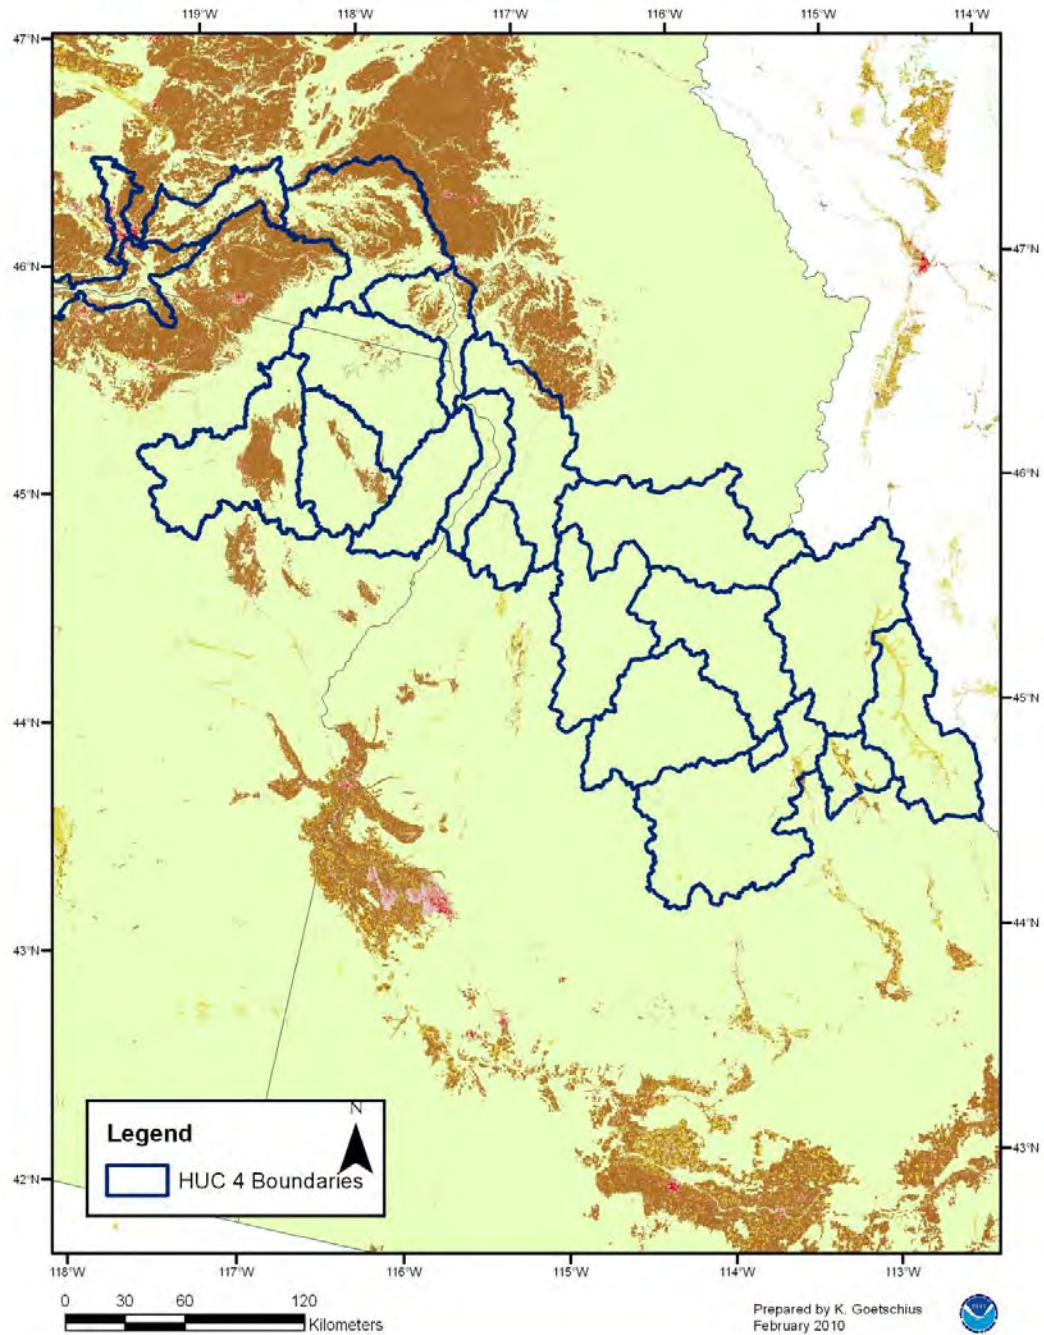 119°W 118°W 117°W 116°W 115°W 114°W
47°N
46°N 47°N
45°N 46°N
44°N 45°N
43°N 44°N
42°N 43°N
N
Legend
HUC 4 Boundaries
118°W 117°W 116°W 115°W 114°W 113°W
0 30 60 120
Kilometers
Prepared by K. Goetschius
February 2010